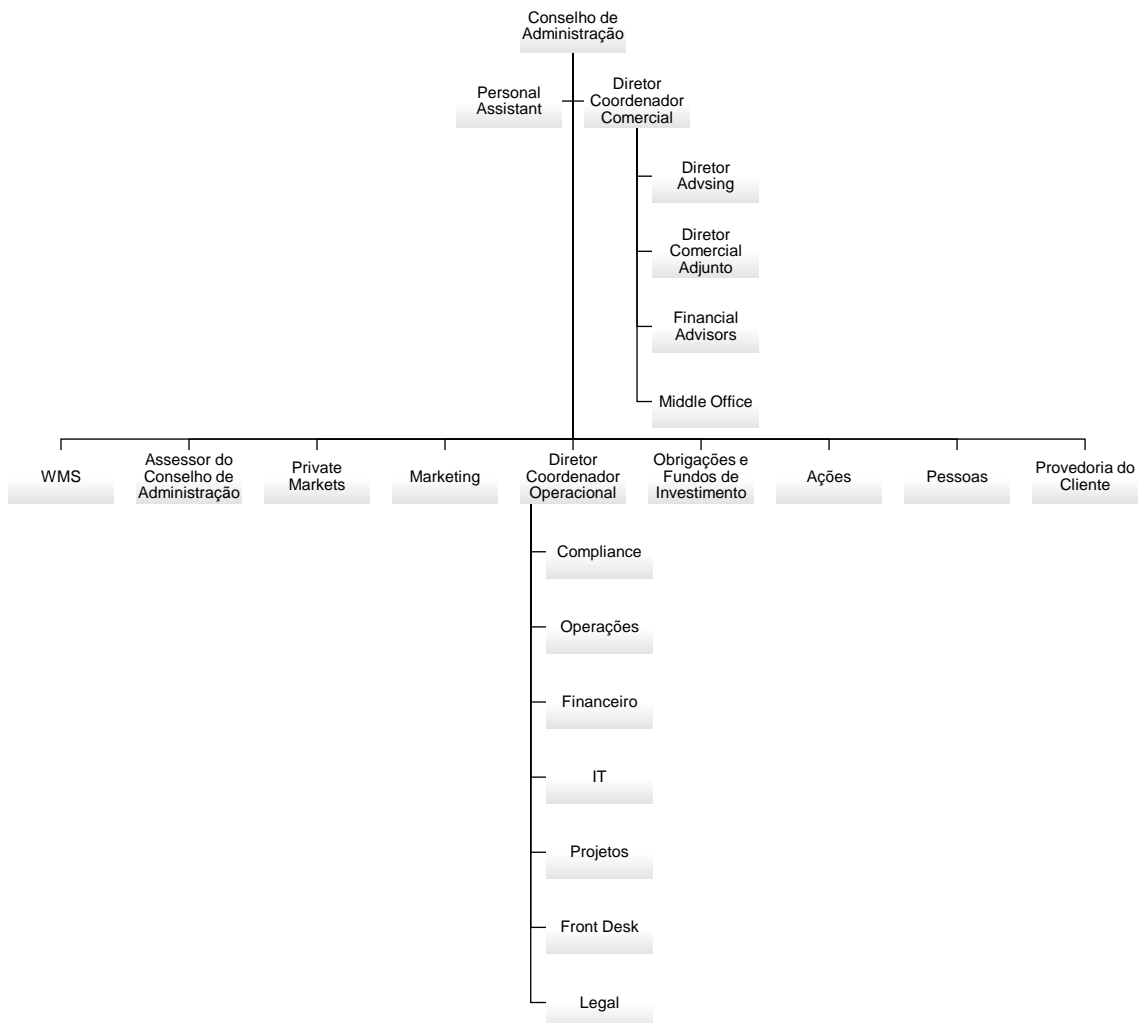 Conselho de
Administração
Personal
Assistant
Diretor
Coordenador
Comercial
Diretor
Advsing
Diretor
Comercial
Adjunto
Financial
Advisors
Middle Office
WMS
Assessor do
Conselho de
Administração
Private
Markets
Marketing
Diretor
Coordenador
Operacional
Obrigações e
Fundos de
Investimento
Ações
Pessoas
Provedoria do
Cliente
Compliance
Operações
Financeiro
IT
Projetos
Front Desk
Legal